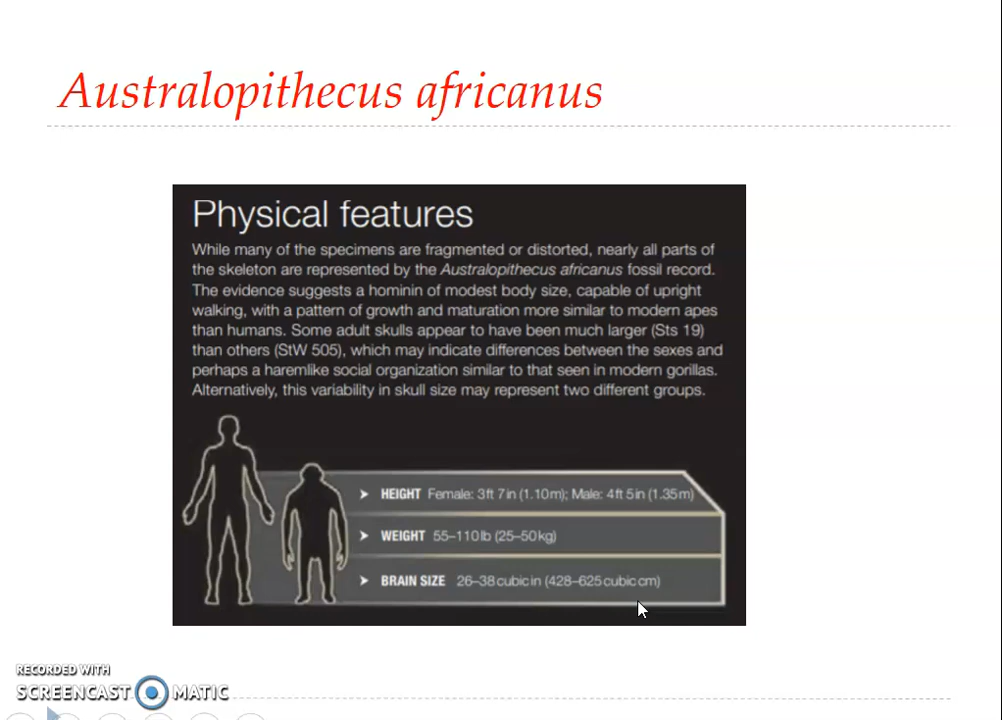 Australopithecus africanus
Physical features
While many of the specimens are fragmented or distorted, nearly all parts of
the skeleton are represented by the Australopithecus africanus fossil record.
The evidence suggests a hominin of modest body size, capable of upright
walking, with a pattern of growth and maturation more similar to modern apes
than humans. Some adult skulls appear to have been much larger (Sts 19)
than others (StW 505), which may indicate differences between the sexes and
perhaps a haremlike social organization similar to that seen in modern gorillas.
Alternatively, this variability in skull size may represent two different groups.
HEIGHT Female: 3ft 7in (1.10m); Male: 4ft 5in (1.35m)
WEIGHT 55–110lb (25–50kg)
BRAIN SIZE 26–38cubic in (428–625cubic cm)
RECORDED WITH
SCREENCAST MATIC